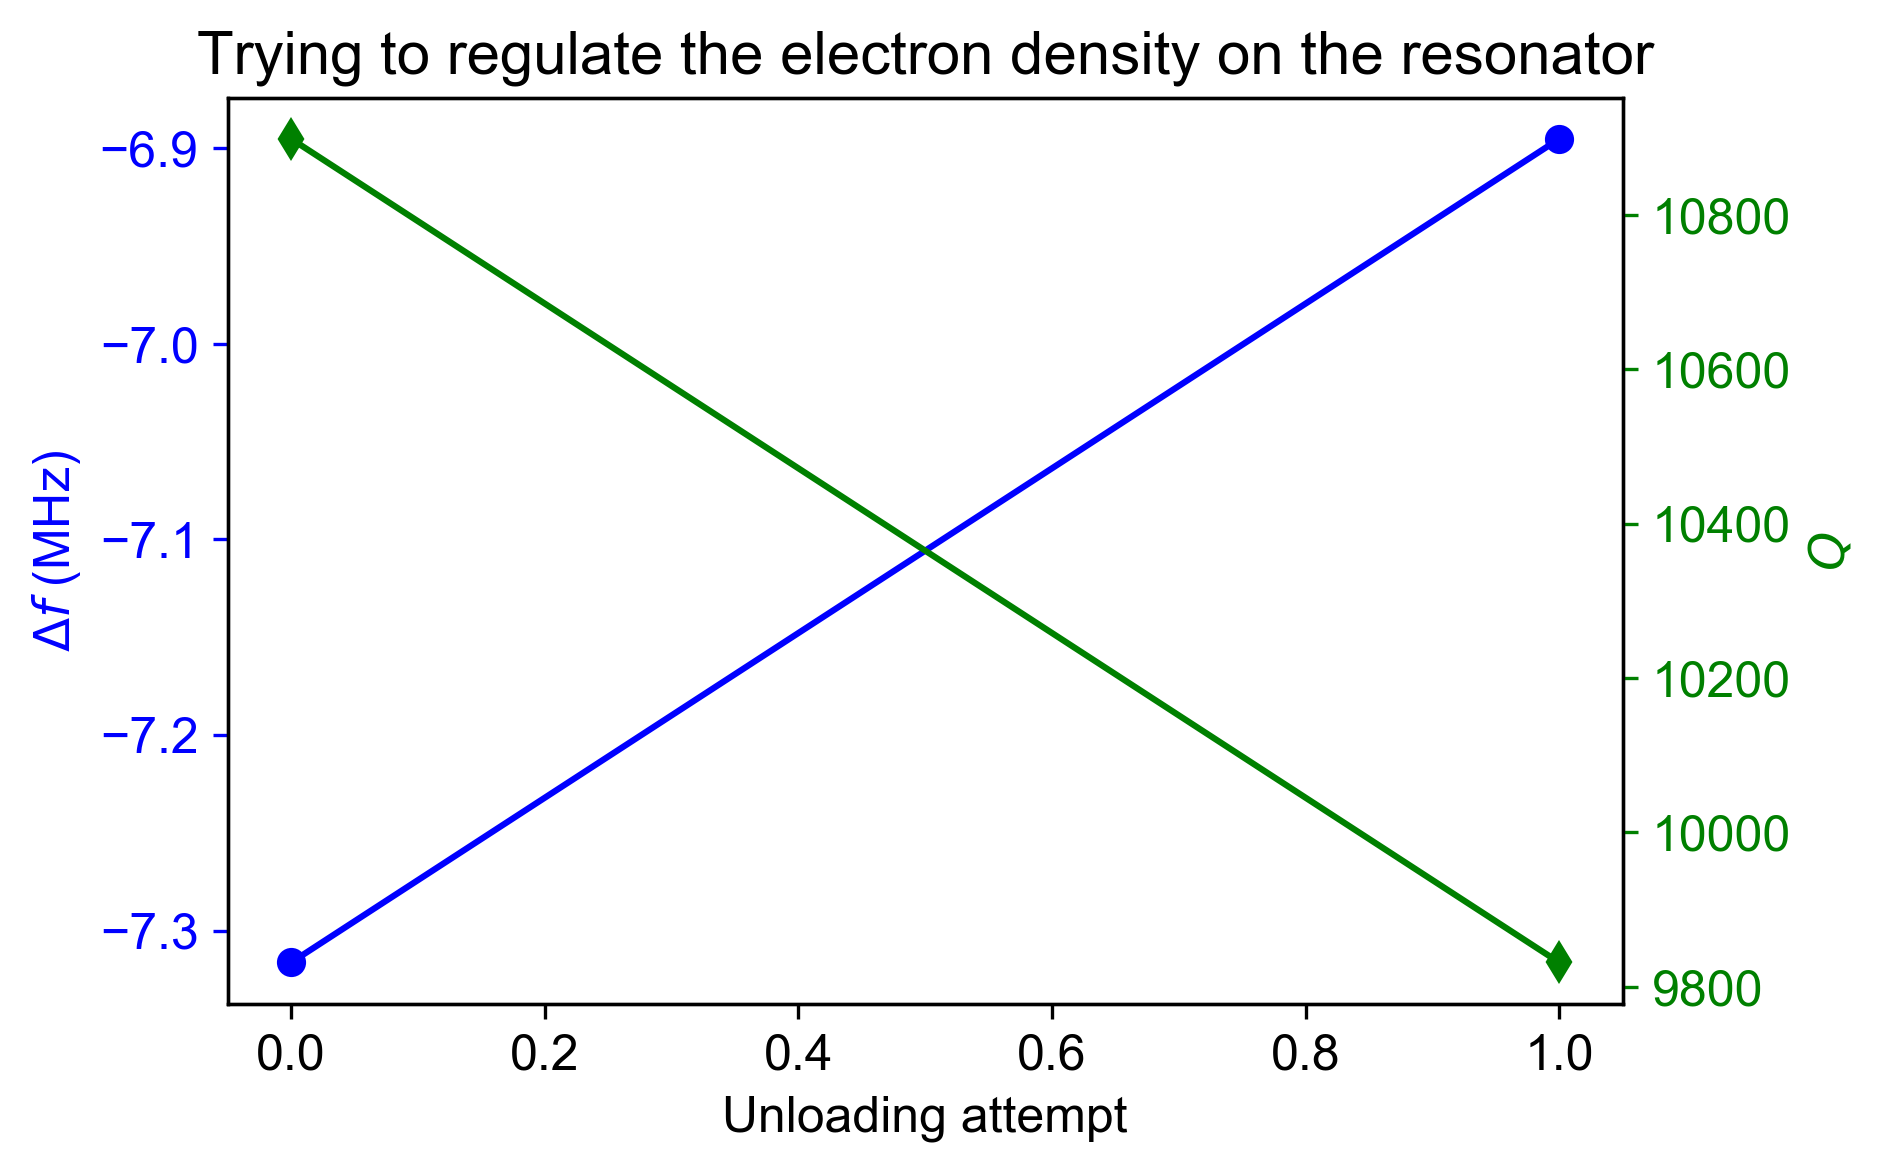 Trying to regulate the electron density on the resonator
−6.9
−7.0
−7.1
−7.2
−7.3
Δf (MHz)
10800
10600
10400
10200
10000
9800
Q
0.0 0.2 0.4 0.6 0.8 1.0
Unloading attempt